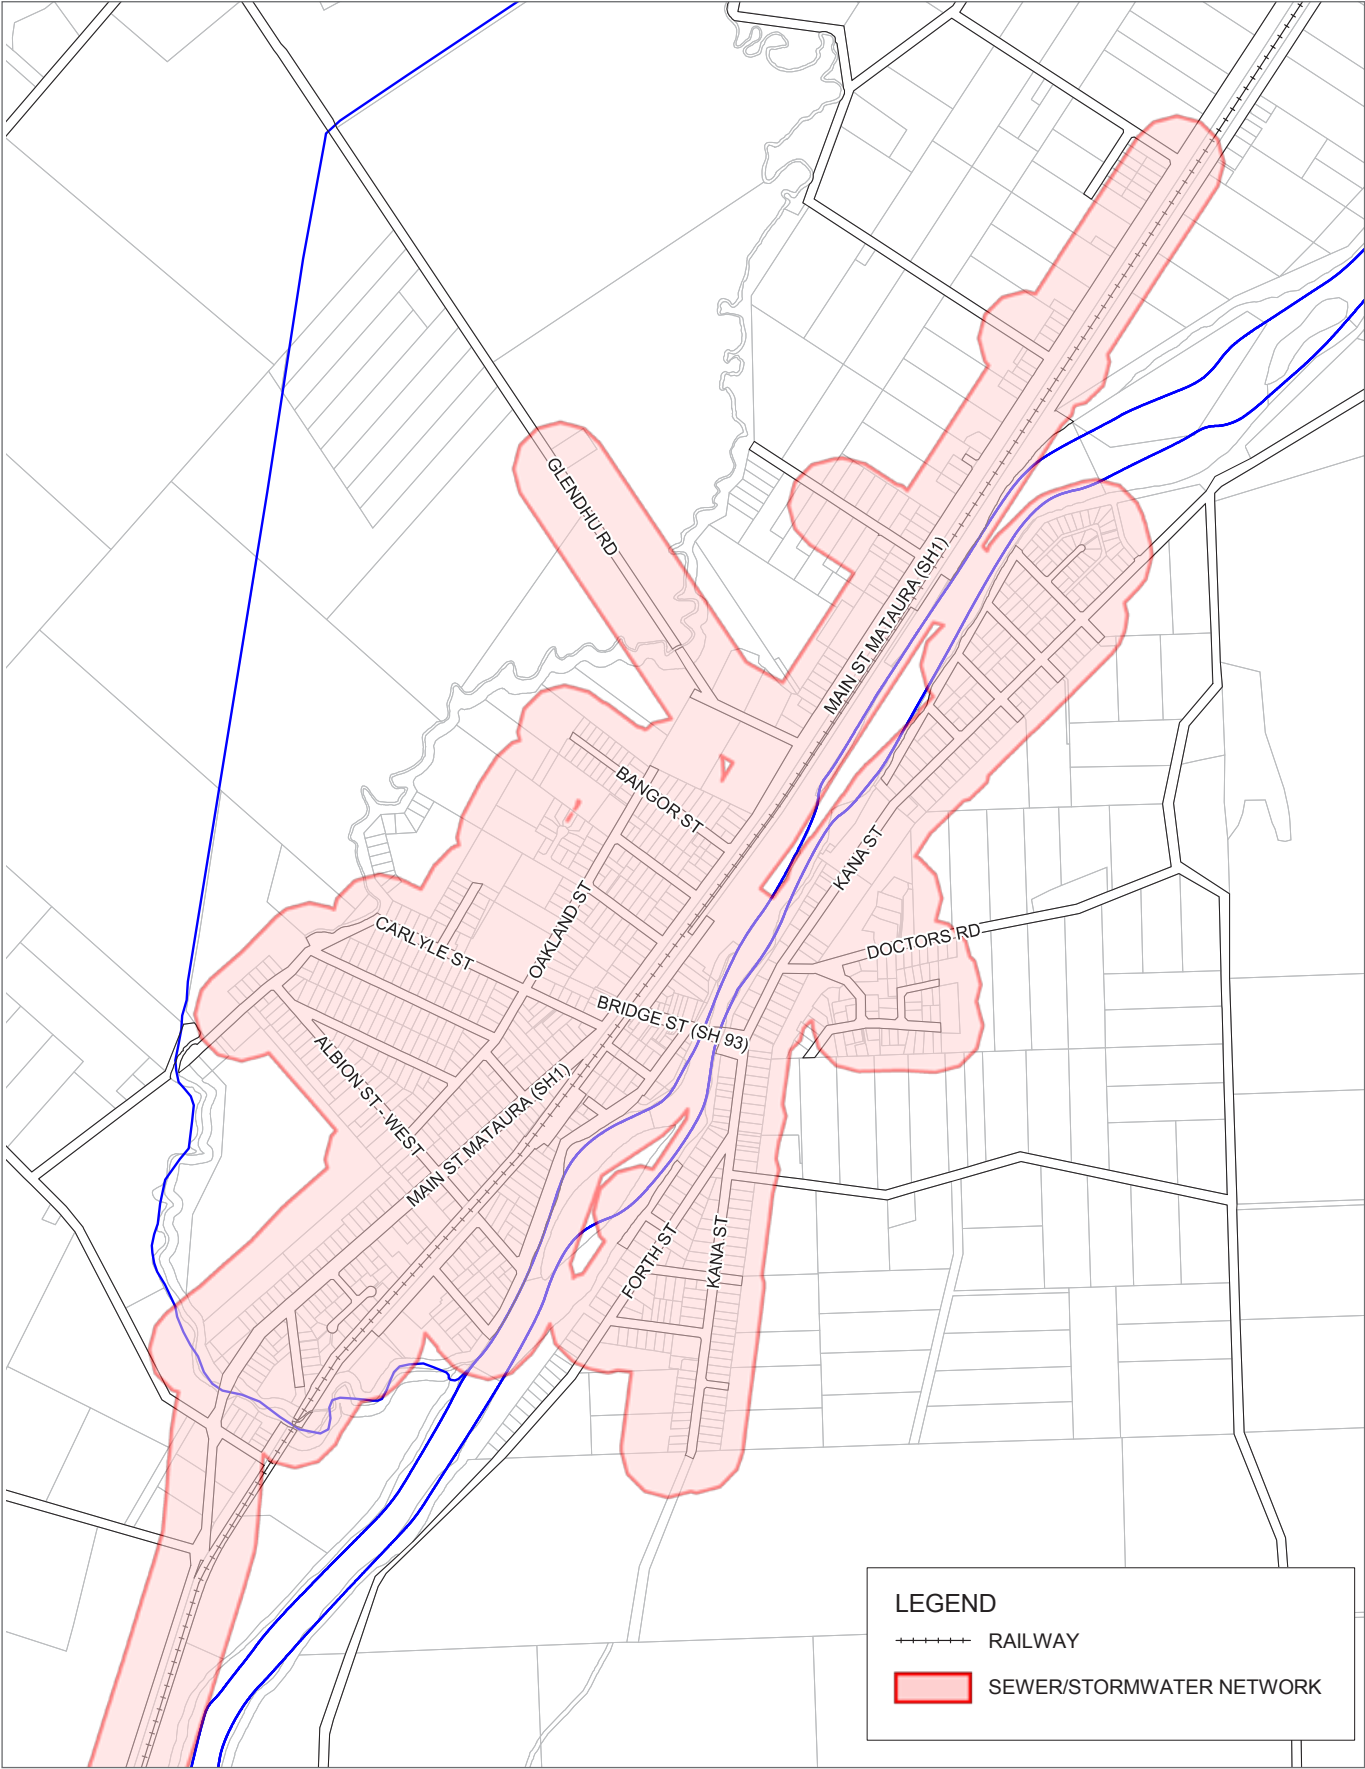 GLENDHU RD
MAIN ST MATAURA (SH1)
BANGOR ST
KANA ST
OAKLAND ST
CARLYLE ST
DOCTORS RD
BRIDGE ST (SH 93)
ALBION ST - WEST
MAIN ST MATAURA (SH1)
FORTH ST
KANA ST
LEGEND
RAILWAY
SEWER/STORMWATER NETWORK